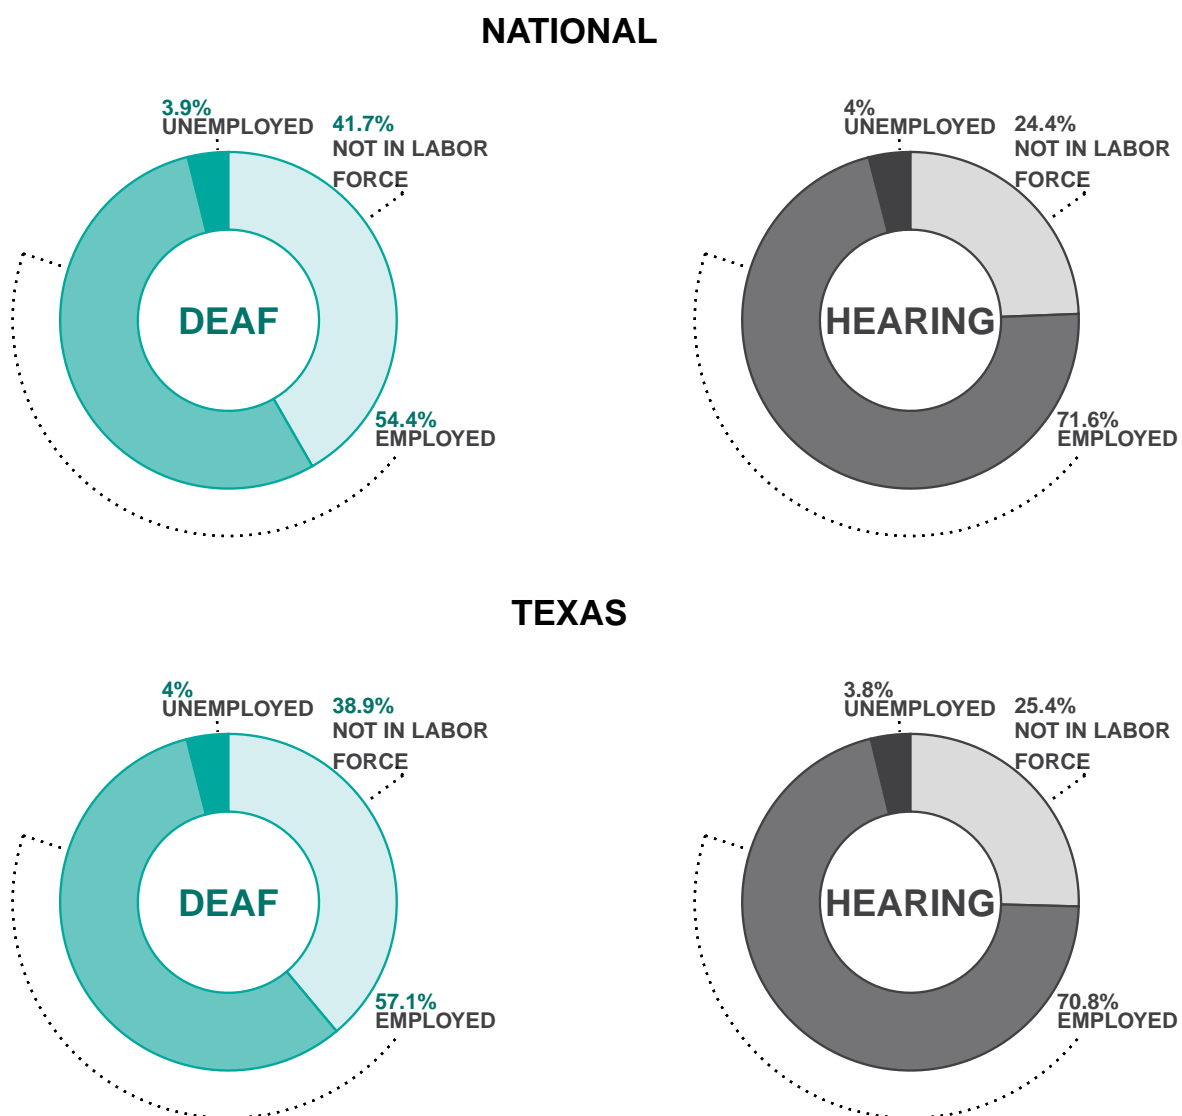 NATIONAL
3.9%
UNEMPLOYED
41.7%
NOT IN LABOR
FORCE
DEAF
54.4%
EMPLOYED
4%
UNEMPLOYED
24.4%
NOT IN LABOR
FORCE
HEARING
71.6%
EMPLOYED
TEXAS
4%
UNEMPLOYED
38.9%
NOT IN LABOR
FORCE
DEAF
57.1%
EMPLOYED
3.8%
UNEMPLOYED
25.4%
NOT IN LABOR
FORCE
HEARING
70.8%
EMPLOYED